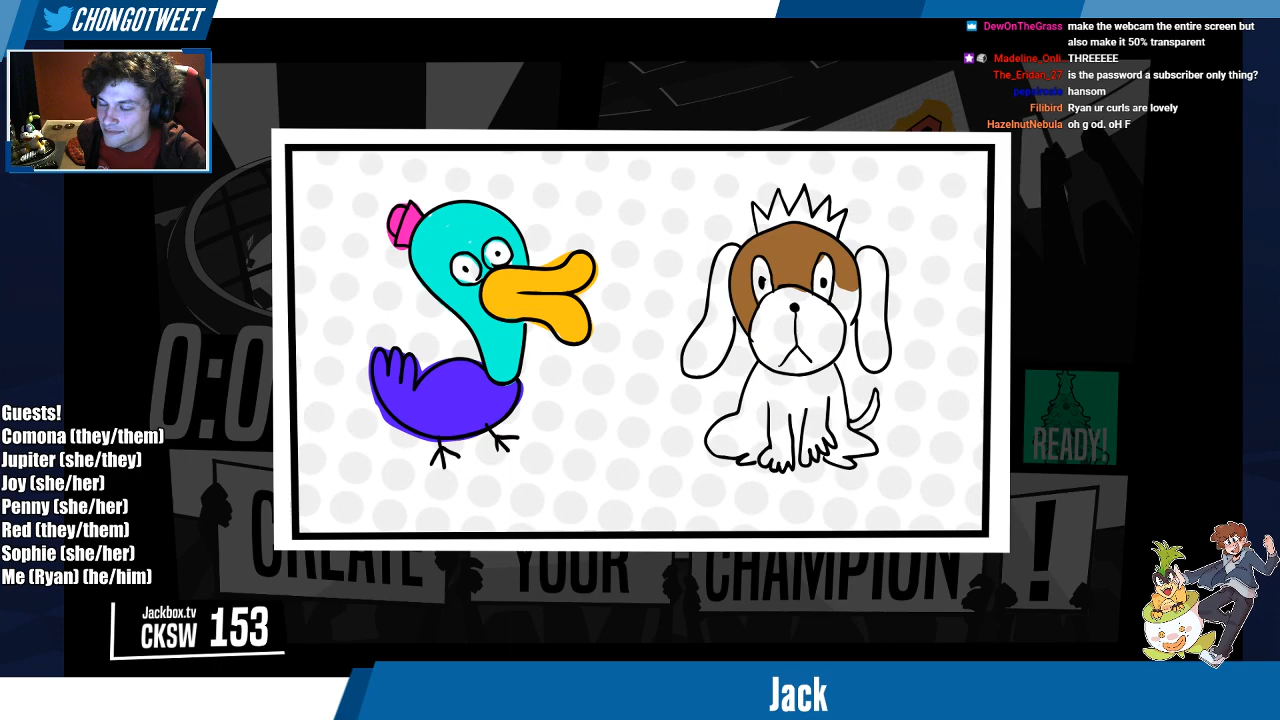 CHONGOTWEET
DewOnTheGrass make the webcam the entire screen but
also make it 50% transparent
Madeline_Onli.. THREEEEE
The_Eridan_27 is the password a subscriber only thing?
hansom
Filibird Ryan ur curls are lovely
HazelnutNebula oh g od. oH F
0:0
READY!
Guests!
Comona (they/them)
Jupiter (she/they)
Joy (she/her)
Penny (she/her)
Red (they/them)
Sophie (she/her)
Me (Ryan) (he/him)
CREATE YOUR CHAMPION!
Jackbox.tv
CKSW 153
Jack